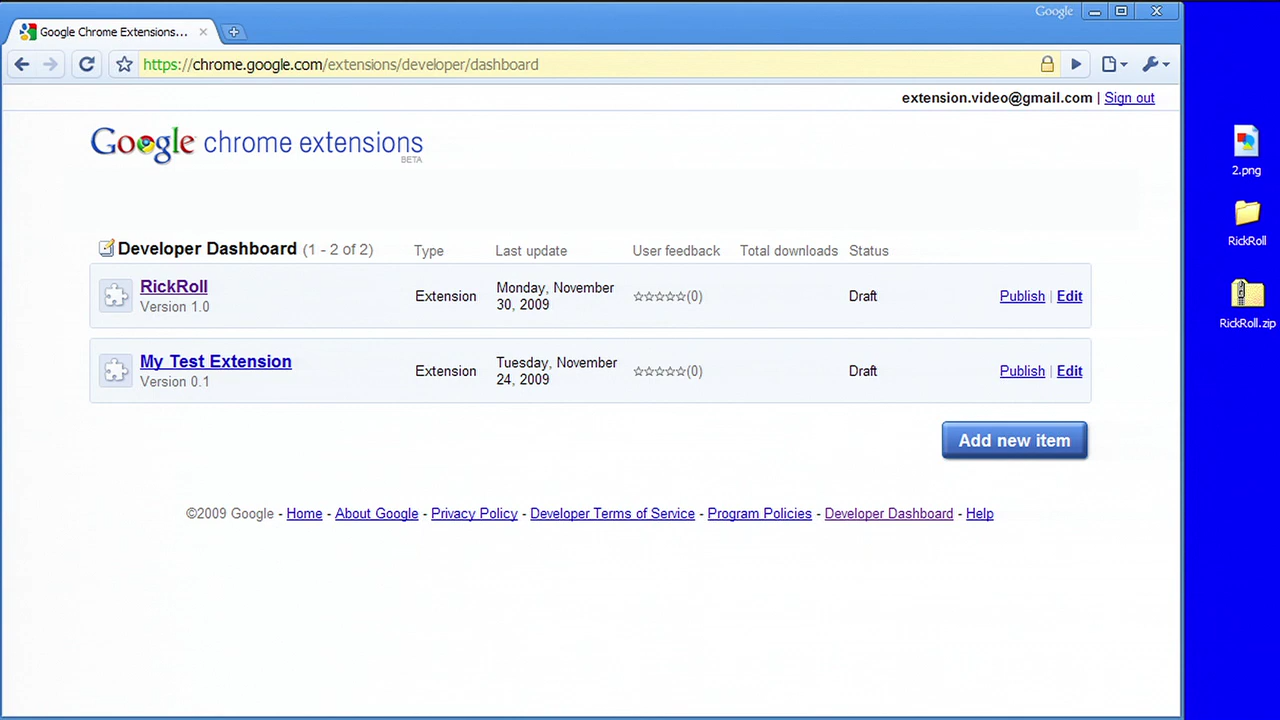 Google
Google Chrome Extensions...
https://chrome.google.com/extensions/developer/dashboard
extension.video@gmail.com | Sign out
Google chrome extensions
BETA
2.png
RickRoll
RickRoll.zip
Developer Dashboard (1 - 2 of 2) Type Last update User feedback Total downloads Status
RickRoll
Version 1.0
Extension
Monday, November
30, 2009
(0)
Draft
Publish | Edit
My Test Extension
Version 0.1
Extension
Tuesday, November
24, 2009
(0)
Draft
Publish | Edit
Add new item
©2009 Google - Home - About Google - Privacy Policy - Developer Terms of Service - Program Policies - Developer Dashboard - Help